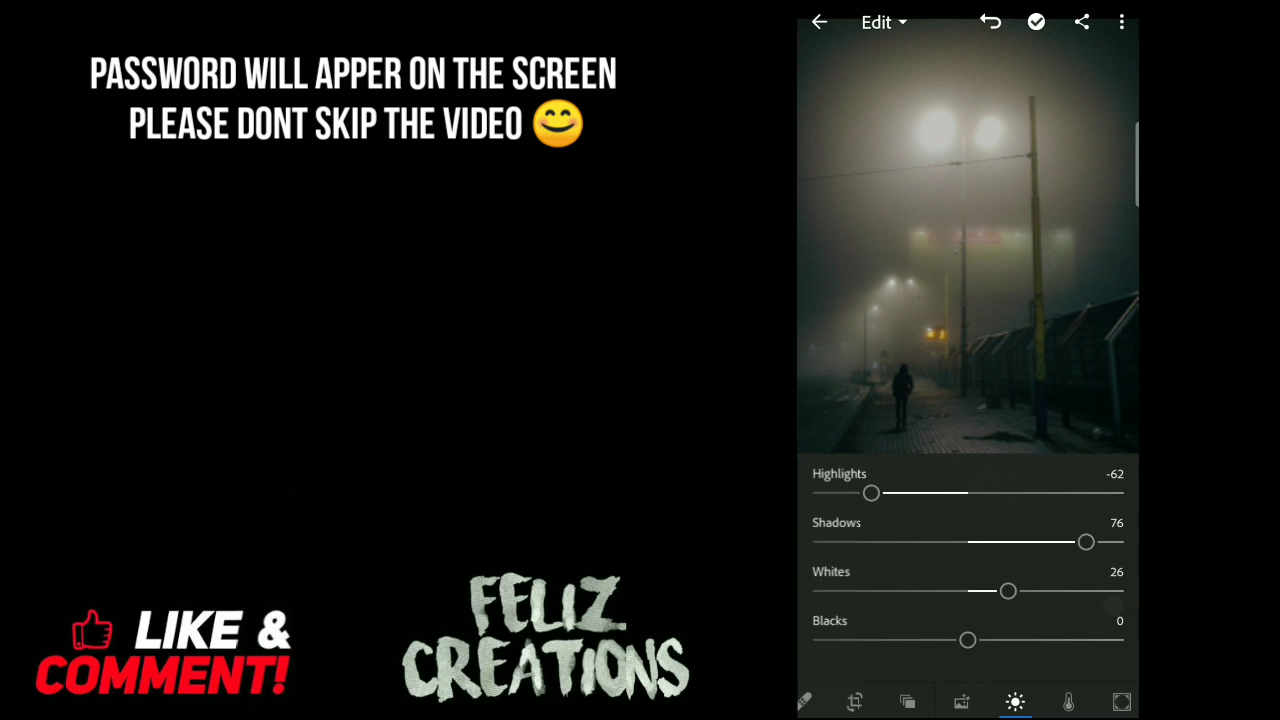 PASSWORD WILL APPER ON THE SCREEN
PLEASE DONT SKIP THE VIDEO 😊
Edit
Highlights -62
Shadows 76
Whites 26
Blacks 0
LIKE &
COMMENT!
FELIZ
CREATIONS